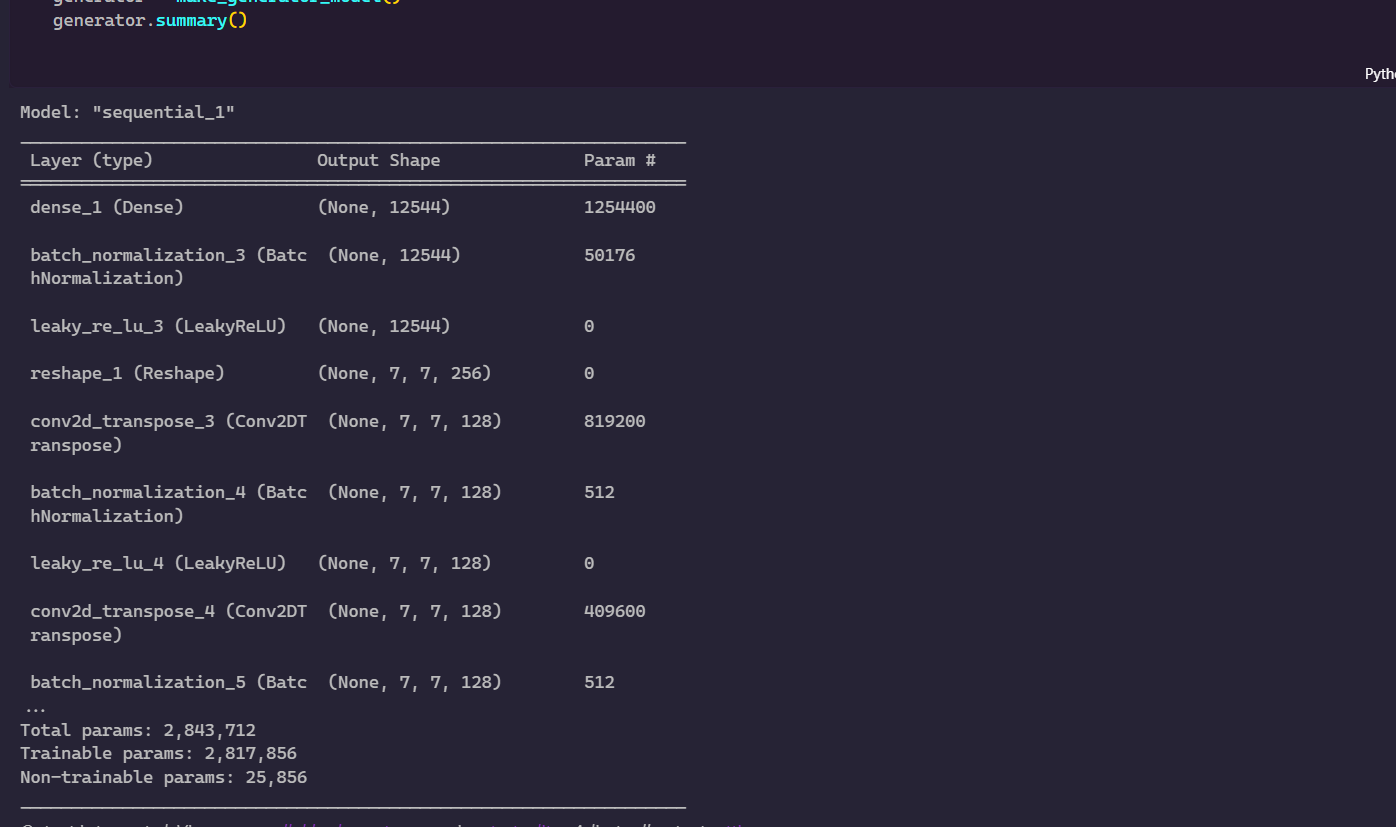 generator = make_generator_model()
generator.summary()
Pytho
Model: "sequential_1"
Layer (type) Output Shape Param #
dense_1 (Dense) (None, 12544) 1254400
batch_normalization_3 (Batc (None, 12544) 50176
hNormalization)
leaky_re_lu_3 (LeakyReLU) (None, 12544) 0
reshape_1 (Reshape) (None, 7, 7, 256) 0
conv2d_transpose_3 (Conv2DT (None, 7, 7, 128) 819200
ranspose)
batch_normalization_4 (Batc (None, 7, 7, 128) 512
hNormalization)
leaky_re_lu_4 (LeakyReLU) (None, 7, 7, 128) 0
conv2d_transpose_4 (Conv2DT (None, 7, 7, 128) 409600
ranspose)
batch_normalization_5 (Batc (None, 7, 7, 128) 512
...
Total params: 2,843,712
Trainable params: 2,817,856
Non-trainable params: 25,856